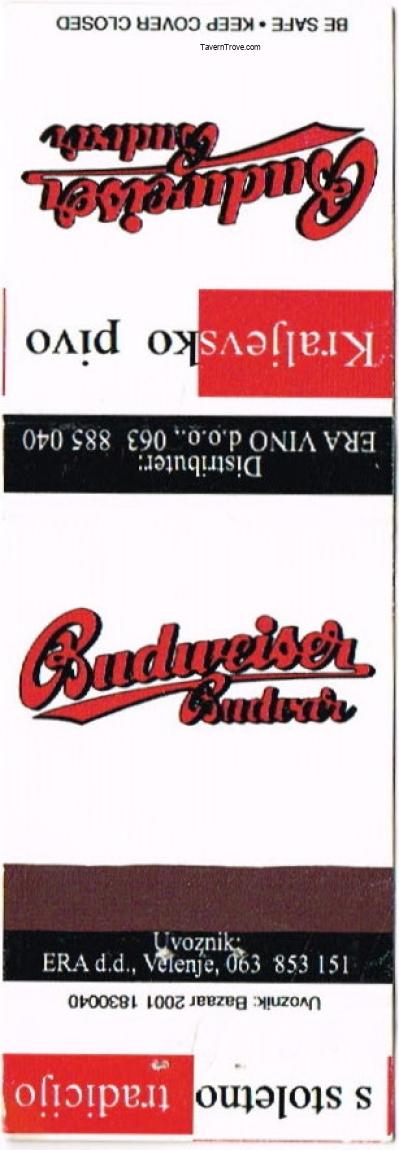 BE SAFE • KEEP COVER CLOSED
TavernTrove.com
Budweiser
Budvar
Kraljevsko pivo
ERA VINO d.o.o., 063 885 040
Distributer:
Budweiser
Budvar
Uvoznik:
ERA d.d., Velenje, 063 853 151
Uvoznik: Bazaar 2001 1830040
s stoletno tradicijo